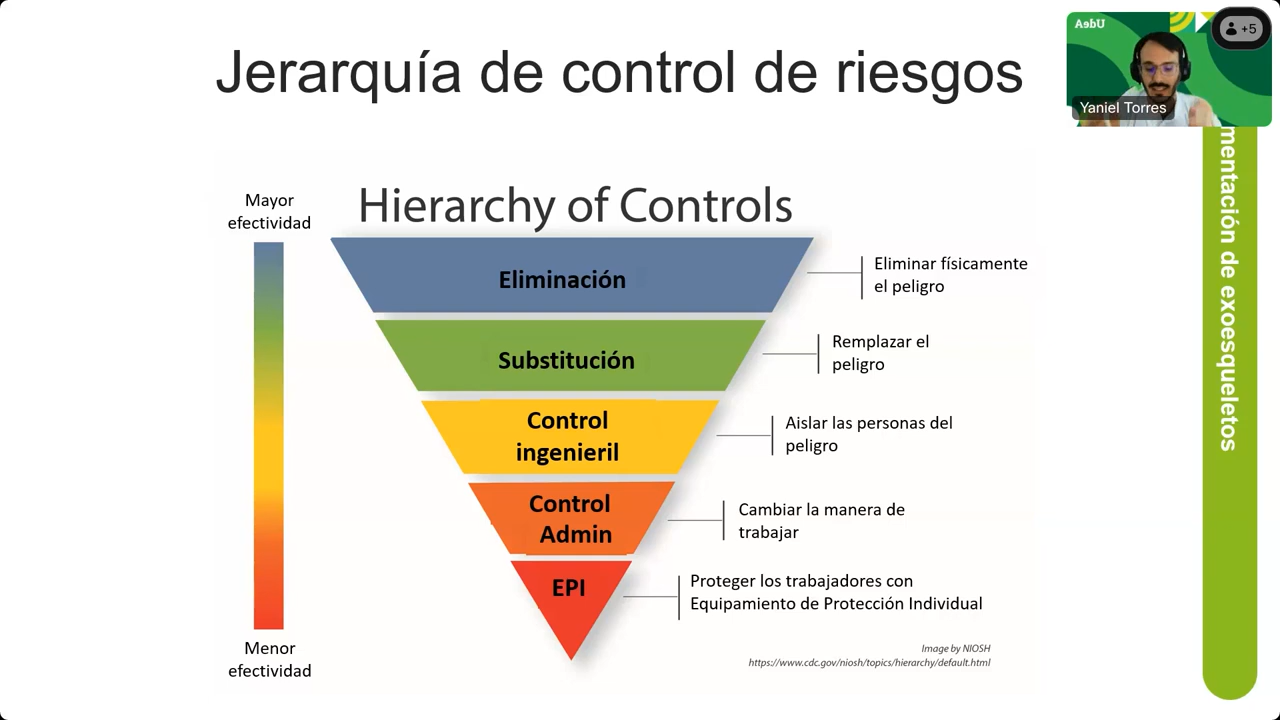 Jerarquía de control de riesgos
UdeA
+5
Yaniel Torres
mentación de exoesqueletos
Hierarchy of Controls
Mayor
efectividad
Eliminación
Eliminar físicamente
el peligro
Substitución
Remplazar el
peligro
Control
ingenieril
Aislar las personas del
peligro
Control
Admin
Cambiar la manera de
trabajar
EPI
Proteger los trabajadores con
Equipamiento de Protección Individual
Menor
efectividad
Image by NIOSH
https://www.cdc.gov/niosh/topics/hierarchy/default.html